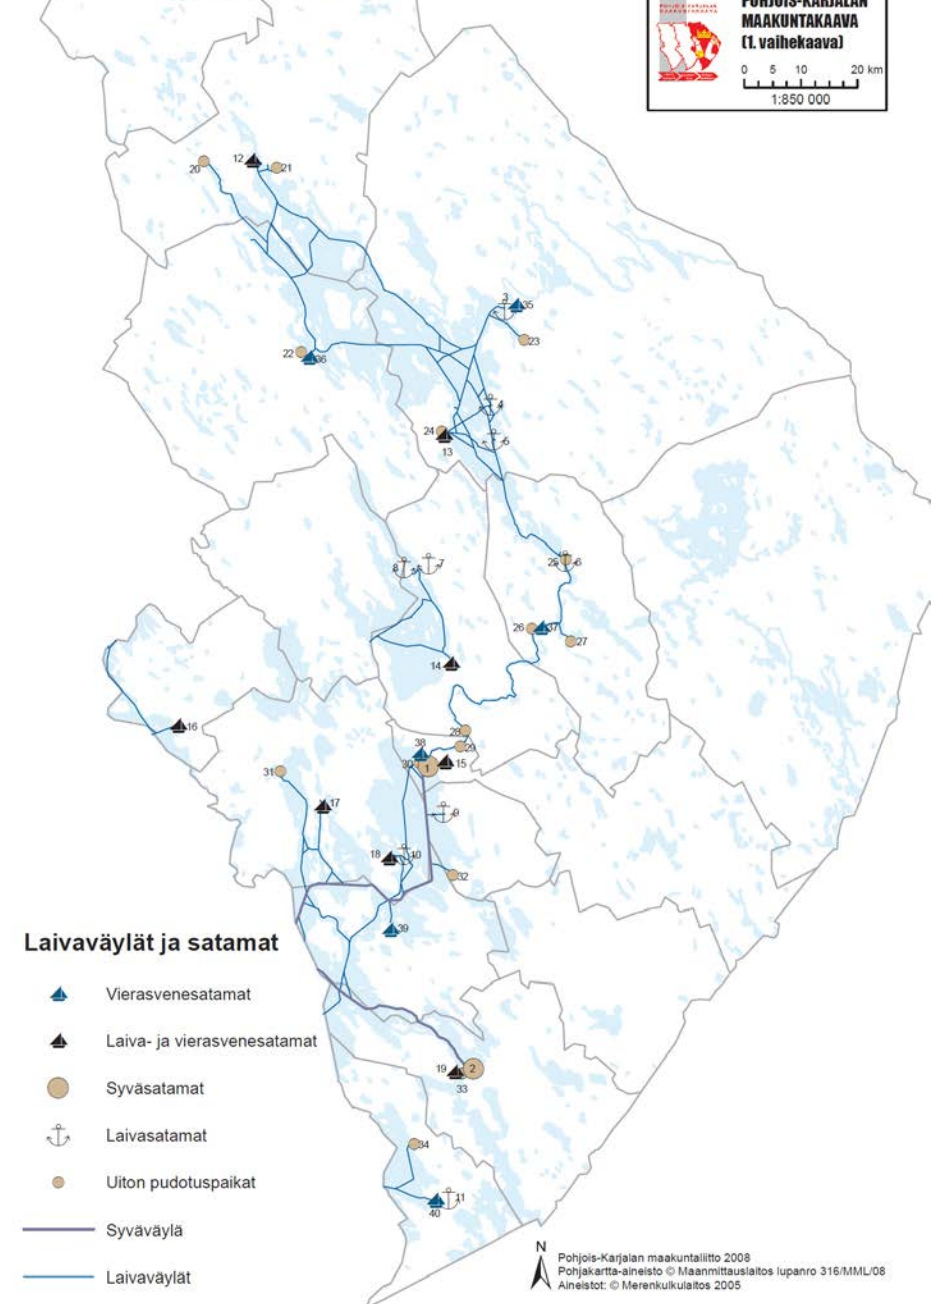 POHJOIS-KARJALAN
MAAKUNTAKAAVA
(1. vaihekaava)
0 5 10 20 km
1:850 000
20
12
21
3
35
23
22
36
4
24
5
13
8
7
25
6
26
37
27
14
16
28
38
29
30
1
15
31
17
9
18
10
32
39
Laivaväylät ja satamat
Vierasvenesatamat
Laiva- ja vierasvenesatamat
Syväsatamat
Laivasatamat
Uiton pudotuspaikat
Syväväylä
Laivaväylät
19
2
33
34
11
40
N
Pohjois-Karjalan maakuntaliitto 2008
Pohjakartta-aineisto © Maanmittauslaitos lupanro 316/MML/08
Aineistot: © Merenkulkulaitos 2005